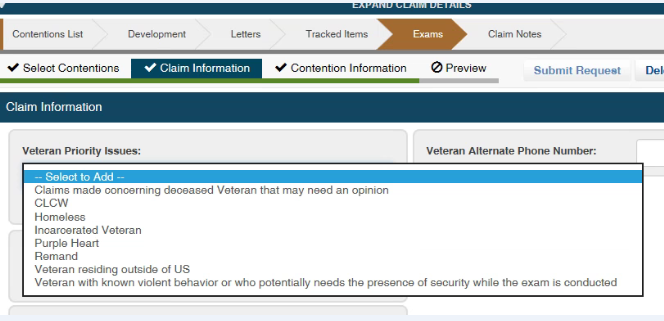 EXPAND CLAIM DETAILS
Contentions List Development Letters Tracked Items Exams Claim Notes
Select Contentions Claim Information Contention Information Preview Submit Request
Claim Information
Veteran Priority Issues: Veteran Alternate Phone Number:
-- Select to Add --
Claims made concerning deceased Veteran that may need an opinion
CLCW
Homeless
Incarcerated Veteran
Purple Heart
Remand
Veteran residing outside of US
Veteran with known violent behavior or who potentially needs the presence of security while the exam is conducted